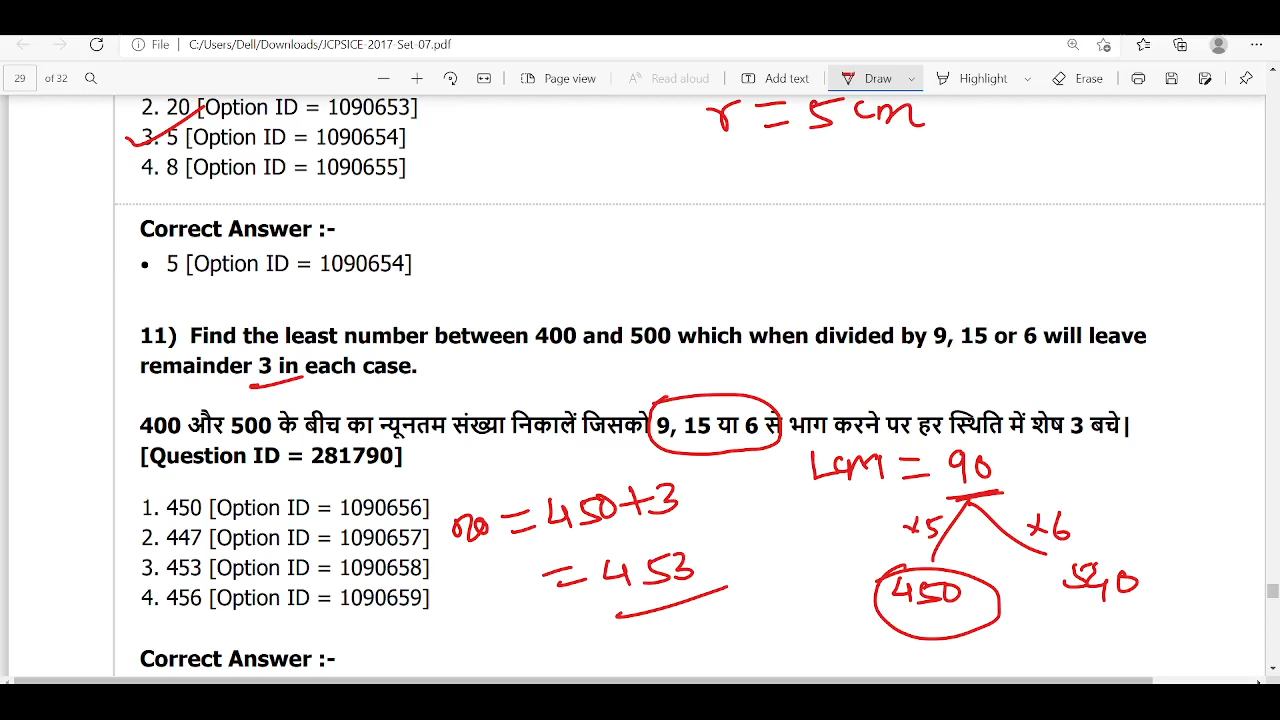 File C:/Users/Dell/Downloads/JCPSICE-2017-Set-07.pdf
29 of 32 Page view Read aloud Add text Draw Highlight Erase
2. 20 [Option ID = 1090653]
r = 5 cm
3. 5 [Option ID = 1090654]
4. 8 [Option ID = 1090655]
Correct Answer :-
• 5 [Option ID = 1090654]
11) Find the least number between 400 and 500 which when divided by 9, 15 or 6 will leave
remainder 3 in each case.
400 और 500 के बीच का न्यूनतम संख्या निकालें जिसको 9, 15 या 6 से भाग करने पर हर स्थिति में शेष 3 बचे|
[Question ID = 281790]
LCM = 90
×5 ×6
450 540
1. 450 [Option ID = 1090656]
no = 450+3
2. 447 [Option ID = 1090657]
3. 453 [Option ID = 1090658]
= 453
4. 456 [Option ID = 1090659]
Correct Answer :-